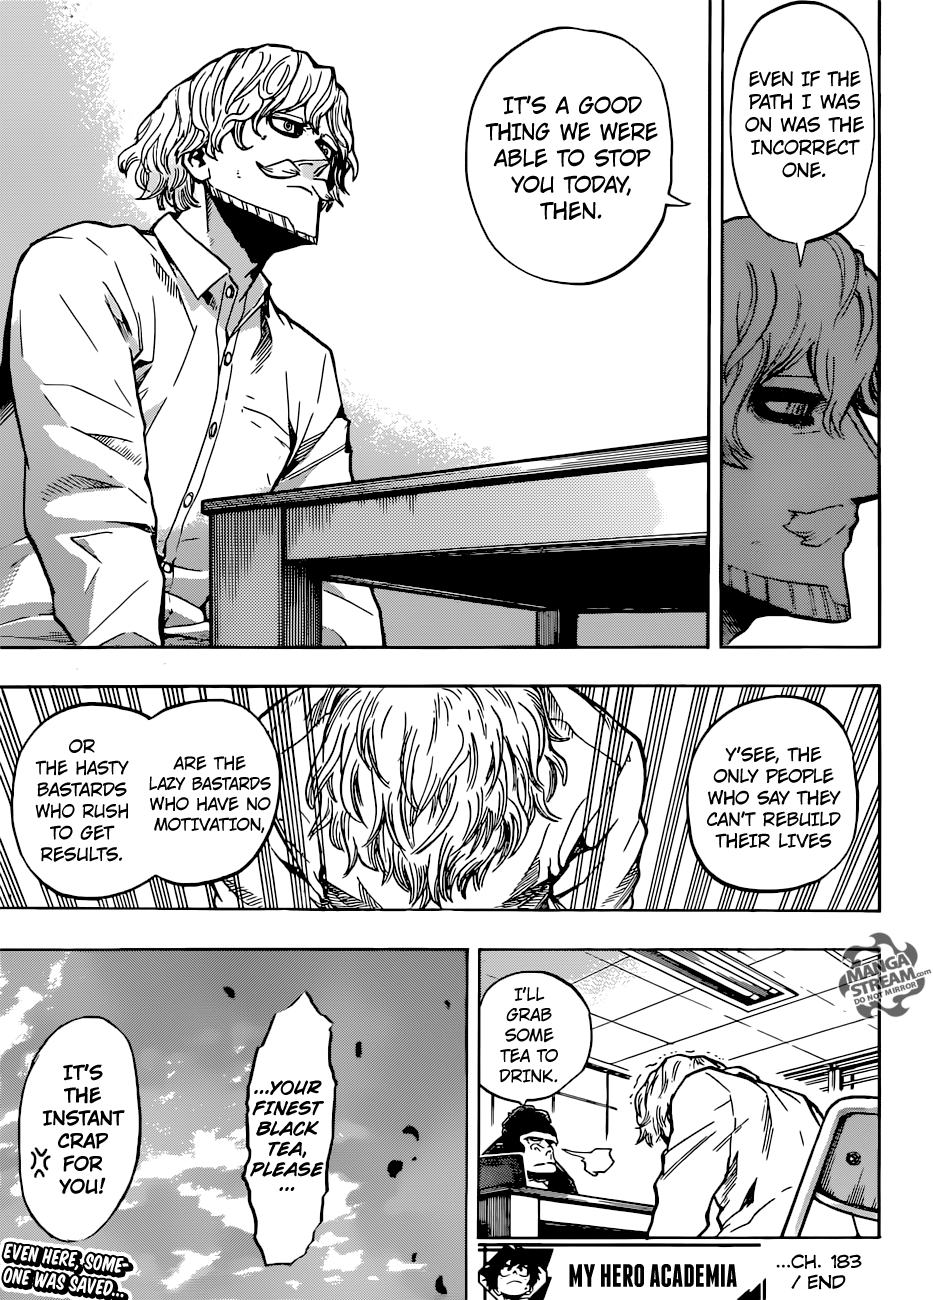 EVEN IF THE
PATH I WAS
ON WAS THE
INCORRECT
ONE.
IT'S A GOOD
THING WE WERE
ABLE TO STOP
YOU TODAY,
THEN.
Y'SEE, THE
ONLY PEOPLE
WHO SAY THEY
CAN'T REBUILD
THEIR LIVES
ARE THE
LAZY BASTARDS
WHO HAVE NO
MOTIVATION,
OR
THE HASTY
BASTARDS
WHO RUSH
TO GET
RESULTS.
I'LL
GRAB
SOME
TEA TO
DRINK.
...YOUR
FINEST
BLACK
TEA,
PLEASE
...
IT'S
THE
INSTANT
CRAP
FOR
YOU!
EVEN HERE, SOME-
ONE WAS SAVED...
MY HERO ACADEMIA
...CH. 183
/ END
MANGA
STREAM.com
DO NOT MIRROR